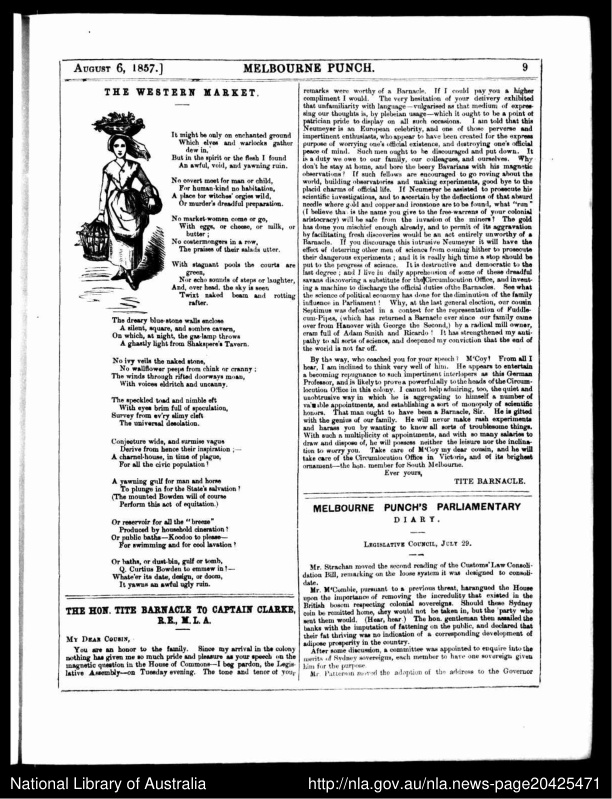 AUGUST 6, 1857.]
MELBOURNE PUNCH.
9
THE WESTERN MARKET.
It might be only on enchanted ground
Which elves and warlocks gather
dew in,
But in the spirit or the flesh I found
An awful, void, and yawning ruin.
No covert meet for man or child,
For human-kind no habitation,
A place for witches' orgies wild,
Or murder's dreadful preparation.
No market-women come or go,
With eggs, or cheese, or milk, or
butter;
No costermongers in a row,
The praises of their salads utter.
With stagnant pools the courts are
green,
Nor echo sounds of steps or laughter,
And, over head, the sky is seen
Twixt naked beam and rotting
rafter.
The dreary blue-stone walls enclose
A silent, square, and sombre cavern,
On which, at night, the gas-lamp throws
A ghastly light from Shakspere's Tavern.
No ivy veils the naked stone,
No wallflower peeps from chink or cranny;
The winds through rifted doorways moan,
With voices eldritch and uncanny.
The speckled toad and nimble eft
With eyes brim full of speculation,
Survey from ev'ry slimy cleft
The universal desolation.
Conjecture wide, and surmise vague
Derive from hence their inspiration;—
A charnel-house, in time of plague,
For all the civic population!
A yawning gulf for man and horse
To plunge in for the State's salvation!
(The mounted Bowden will of course
Perform this act of equitation.)
Or reservoir for all the "breeze"
Produced by household cineration!
Or public baths—Koodoo to please—
For swimming and for cool lavation!
Or baths, or dust-bin, gulf or tomb,
Q. Curtius Bowden to emmew in!—
Whate'er its date, design, or doom,
It yawns an awful ugly ruin.
THE HON. TITE BARNACLE TO CAPTAIN CLARKE,
R.E., M.L.A.
MY DEAR COUSIN,
You are an honor to the family. Since my arrival in the colony
nothing has given me so much pride and pleasure as your speech on the
magnetic question in the House of Commons—I beg pardon, the Legis-
lative Assembly—on Tuesday evening. The tone and tenor of your
remarks were worthy of a Barnacle. If I could pay you a higher
compliment I would. The very hesitation of your delivery exhibited
that unfamiliarity with language—vulgarised as that medium of express-
ing our thoughts is, by plebeian usage—which it ought to be a point of
patrician pride to display on all such occasions. I am told that this
Neumeyer is an European celebrity, and one of those perverse and
impertinent enthusiasts, who appear to have been created for the express
purpose of worrying one's official existence, and destroying one's official
peace of mind. Such men ought to be discouraged and put down. It
is a duty we owe to our family, our colleagues, and ourselves. Why
don't he stay at home, and bore the beery Bavarians with his magnetic
observations? If such fellows are encouraged to go roving about the
world, building observatories and making experiments, good bye to the
placid charms of official life. If Neumeyer be assisted to prosecute his
scientific investigations, and to ascertain by the deflections of that absurd
needle where gold and copper and ironstone are to be found, what "run"
(I believe that is the name you give to the free-warrens of your colonial
aristocracy) will be safe from the invasion of the miners? The gold
has done you mischief enough already, and to permit of its aggravation
by facilitating fresh discoveries would be an act entirely unworthy of a
Barnacle. If you discourage this intrusive Neumeyer it will have the
effect of deterring other men of science from coming hither to prosecute
their dangerous experiments; and it is really high time a stop should be
put to the progress of science. It is destructive and democratic to the
last degree; and I live in daily apprehension of some of these dreadful
savans discovering a substitute for the Circumlocution Office, and invent-
ing a machine to discharge the official duties of the Barnacles. See what
the science of political economy has done for the diminution of the family
influence in Parliament! Why, at the last general election, our cousin
Septimus was defeated in a contest for the representation of Fuddle-
cum-Pipes, (which has returned a Barnacle ever since our family came
over from Hanover with George the Second,) by a radical mill owner,
cram full of Adam Smith and Ricardo! It has strengthened my anti-
pathy to all sorts of science, and deepened my conviction that the end of
the world is not far off.
By the way, who coached you for your speech? M'Coy! From all I
hear, I am inclined to think very well of him. He appears to entertain
a becoming repugnance to such impertinent interlopers as this German
Professor, and is likely to prove a powerful ally to the heads of the Circum-
location Office in this colony. I cannot help admiring, too, the quiet and
unobtrusive way in which he is aggregating to himself a number of
valuable appointments, and establishing a sort of monopoly of scientific
honors. That man ought to have been a Barnacle, Sir. He is gifted
with the genius of our family. He will never make rash experiments
and harass you by wanting to know all sorts of troublesome things.
With such a multiplicity of appointments, and with so many salaries to
draw and dispose of, he will possess neither the leisure nor the inclina-
tion to worry you. Take care of M'Coy my dear cousin, and he will
take care of the Circumlocution Office in Victoria, and of its brightest
ornament—the hon. member for South Melbourne.
Ever yours,
TITE BARNACLE.
MELBOURNE PUNCH'S PARLIAMENTARY
DIARY.
LEGISLATIVE COUNCIL, JULY 29.
Mr. Strachan moved the second reading of the Customs' Law Consoli-
dation Bill, remarking on the loose system it was designed to consoli-
date.
Mr. M'Combie, pursuant to a previous threat, harangued the House
upon the importance of removing the incredulity that existed in the
British bosom respecting colonial sovereigns. Should these Sydney
coin be remitted home, they would not be taken in, but the party who
sent them would. (Hear, hear.) The hon. gentleman then assailed the
banks with the imputation of fattening on the public, and declared that
their fat thriving was no indication of a corresponding development of
adipose prosperity in the country.
After some discussion, a committee was appointed to enquire into the
merits of Sydney sovereigns, each member to have one sovereign given
him for the purpose.
Mr. Patterson moved the adoption of the address to the Governor
National Library of Australia
http://nla.gov.au/nla.news-page20425471